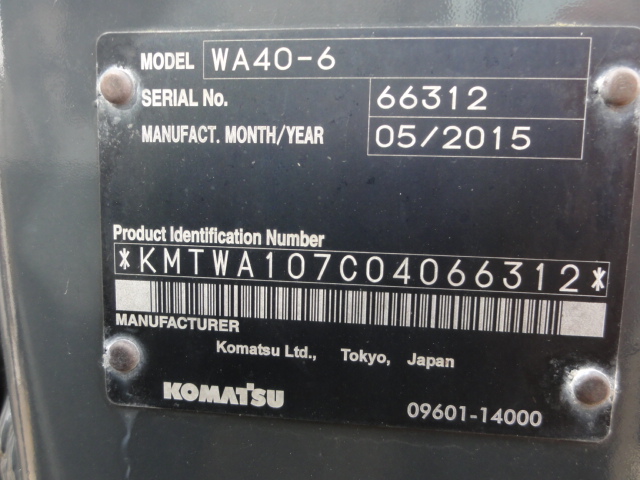 MODEL WA40-6
SERIAL No. 66312
MANUFACT. MONTH/YEAR 05/2015
Product Identification Number
*KMTWA107C04066312*
MANUFACTURER
Komatsu Ltd., Tokyo, Japan
KOMATSU
09601-14000